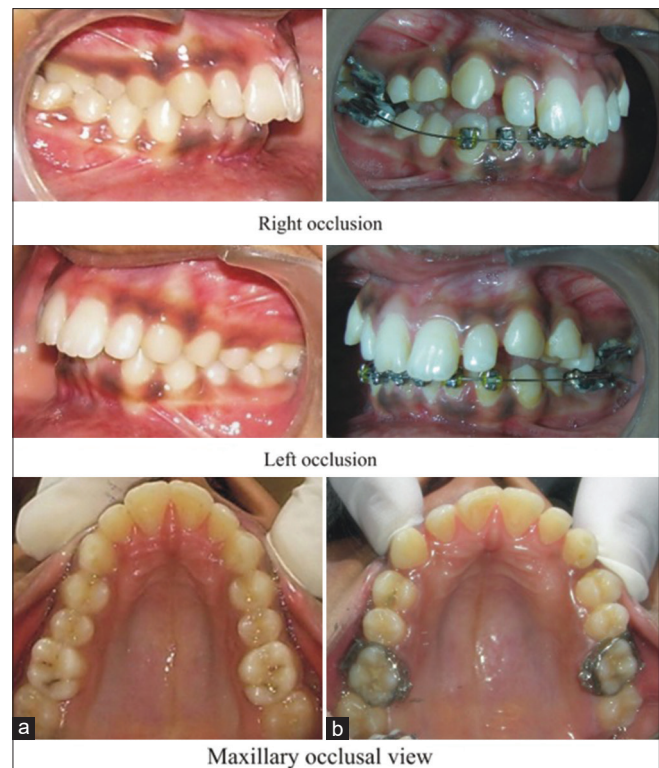 Right occlusion
Left occlusion
a
b
Maxillary occlusal view